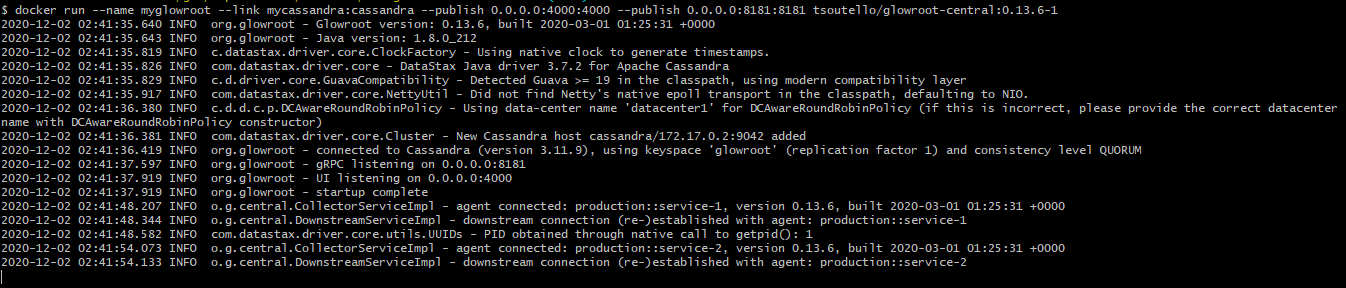 $ docker run --name myglowroot --link mycassandra:cassandra --publish 0.0.0.0:4000:4000 --publish 0.0.0.0:8181:8181 tsoutello/glowroot-central:0.13.6-1
2020-12-02 02:41:35.640 INFO  org.glowroot - Glowroot version: 0.13.6, built 2020-03-01 01:25:31 +0000
2020-12-02 02:41:35.643 INFO  org.glowroot - Java version: 1.8.0_212
2020-12-02 02:41:35.819 INFO  c.datastax.driver.core.ClockFactory - Using native clock to generate timestamps.
2020-12-02 02:41:35.826 INFO  com.datastax.driver.core - DataStax Java driver 3.7.2 for Apache Cassandra
2020-12-02 02:41:35.829 INFO  c.d.driver.core.GuavaCompatibility - Detected Guava >= 19 in the classpath, using modern compatibility layer
2020-12-02 02:41:35.917 INFO  com.datastax.driver.core.NettyUtil - Did not find Netty's native epoll transport in the classpath, defaulting to NIO.
2020-12-02 02:41:36.380 INFO  c.d.d.c.p.DCAwareRoundRobinPolicy - Using data-center name 'datacenter1' for DCAwareRoundRobinPolicy (if this is incorrect, please provide the correct datacenter
name with DCAwareRoundRobinPolicy constructor)
2020-12-02 02:41:36.381 INFO  com.datastax.driver.core.Cluster - New Cassandra host cassandra/172.17.0.2:9042 added
2020-12-02 02:41:36.419 INFO  org.glowroot - connected to Cassandra (version 3.11.9), using keyspace 'glowroot' (replication factor 1) and consistency level QUORUM
2020-12-02 02:41:37.597 INFO  org.glowroot - gRPC listening on 0.0.0.0:8181
2020-12-02 02:41:37.919 INFO  org.glowroot - UI listening on 0.0.0.0:4000
2020-12-02 02:41:37.919 INFO  org.glowroot - startup complete
2020-12-02 02:41:48.207 INFO  o.g.central.CollectorServiceImpl - agent connected: production::service-1, version 0.13.6, built 2020-03-01 01:25:31 +0000
2020-12-02 02:41:48.344 INFO  o.g.central.DownstreamServiceImpl - downstream connection (re-)established with agent: production::service-1
2020-12-02 02:41:48.582 INFO  com.datastax.driver.core.utils.UUIDs - PID obtained through native call to getpid(): 1
2020-12-02 02:41:54.073 INFO  o.g.central.CollectorServiceImpl - agent connected: production::service-2, version 0.13.6, built 2020-03-01 01:25:31 +0000
2020-12-02 02:41:54.133 INFO  o.g.central.DownstreamServiceImpl - downstream connection (re-)established with agent: production::service-2